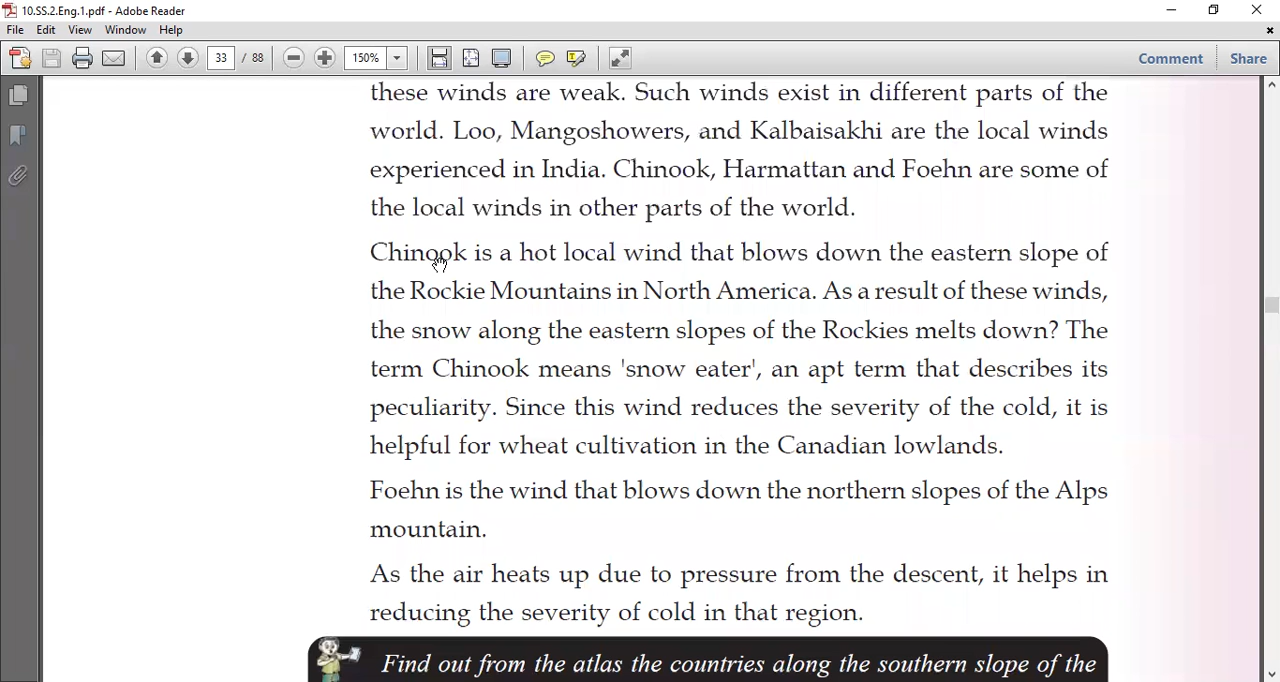 10.SS.2.Eng.1.pdf - Adobe Reader
File Edit View Window Help
33 / 88 150% Comment Share
these winds are weak. Such winds exist in different parts of the
world. Loo, Mangoshowers, and Kalbaisakhi are the local winds
experienced in India. Chinook, Harmattan and Foehn are some of
the local winds in other parts of the world.
Chinook is a hot local wind that blows down the eastern slope of
the Rockie Mountains in North America. As a result of these winds,
the snow along the eastern slopes of the Rockies melts down? The
term Chinook means 'snow eater', an apt term that describes its
peculiarity. Since this wind reduces the severity of the cold, it is
helpful for wheat cultivation in the Canadian lowlands.
Foehn is the wind that blows down the northern slopes of the Alps
mountain.
As the air heats up due to pressure from the descent, it helps in
reducing the severity of cold in that region.
Find out from the atlas the countries along the southern slope of the